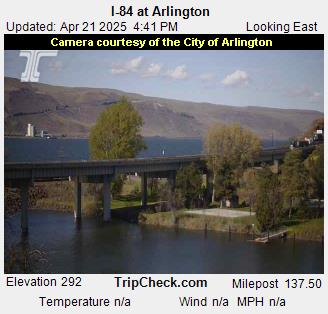 I-84 at Arlington
Updated: Apr 21 2025 4:41 PM Looking East
Camera courtesy of the City of Arlington
Elevation 292 TripCheck.com Milepost 137.50
Temperature n/a Wind n/a MPH n/a